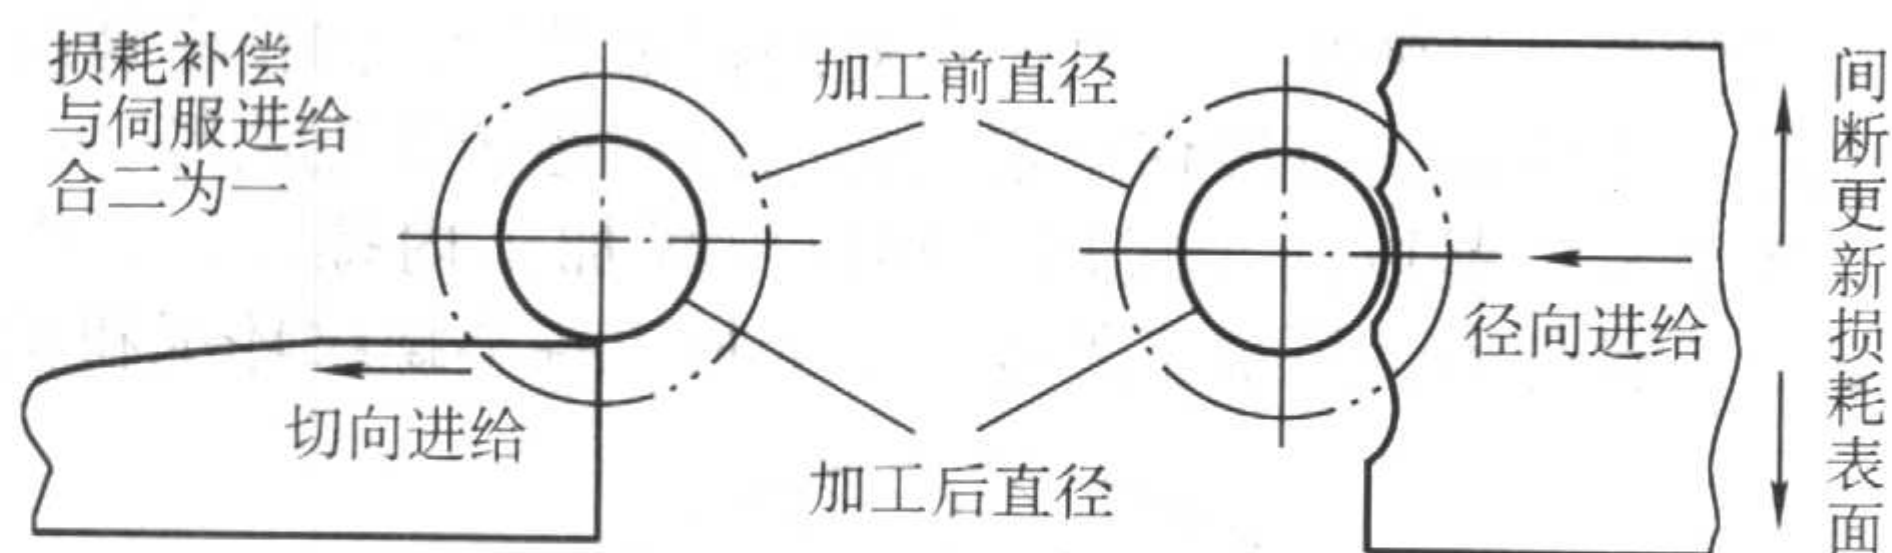 损耗补偿
与伺服进给
合二为一
切向进给
加工前直径
加工后直径
径向进给
间断更新损耗表面